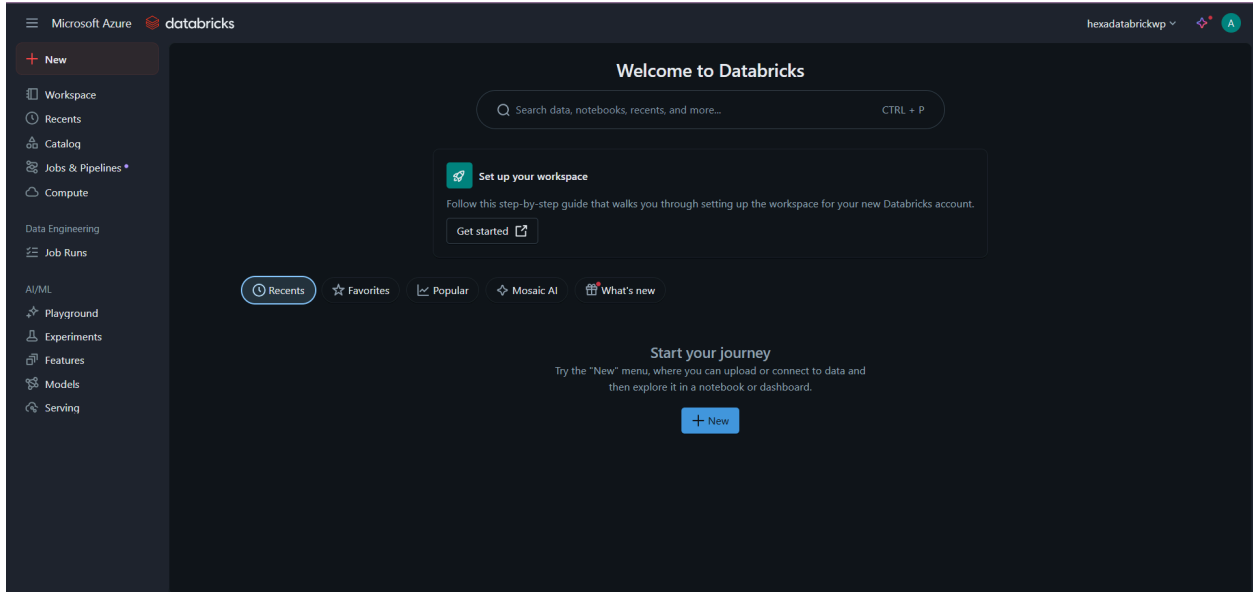 Microsoft Azure databricks
hexadatabrickwp
A
New
Workspace
Recents
Catalog
Jobs & Pipelines
Compute
Data Engineering
Job Runs
AI/ML
Playground
Experiments
Features
Models
Serving
Welcome to Databricks
Search data, notebooks, recents, and more... CTRL + P
Set up your workspace
Follow this step-by-step guide that walks you through setting up the workspace for your new Databricks account.
Get started
Recents Favorites Popular Mosaic AI What's new
Start your journey
Try the "New" menu, where you can upload or connect to data and
then explore it in a notebook or dashboard.
New